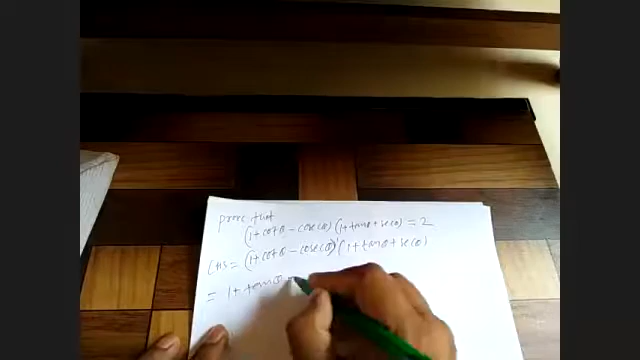 prove that
(1+cotθ-cosecθ)(1+tanθ+secθ)=2
LHS=(1+cotθ-cosecθ)(1+tanθ+secθ)
=1+tanθ